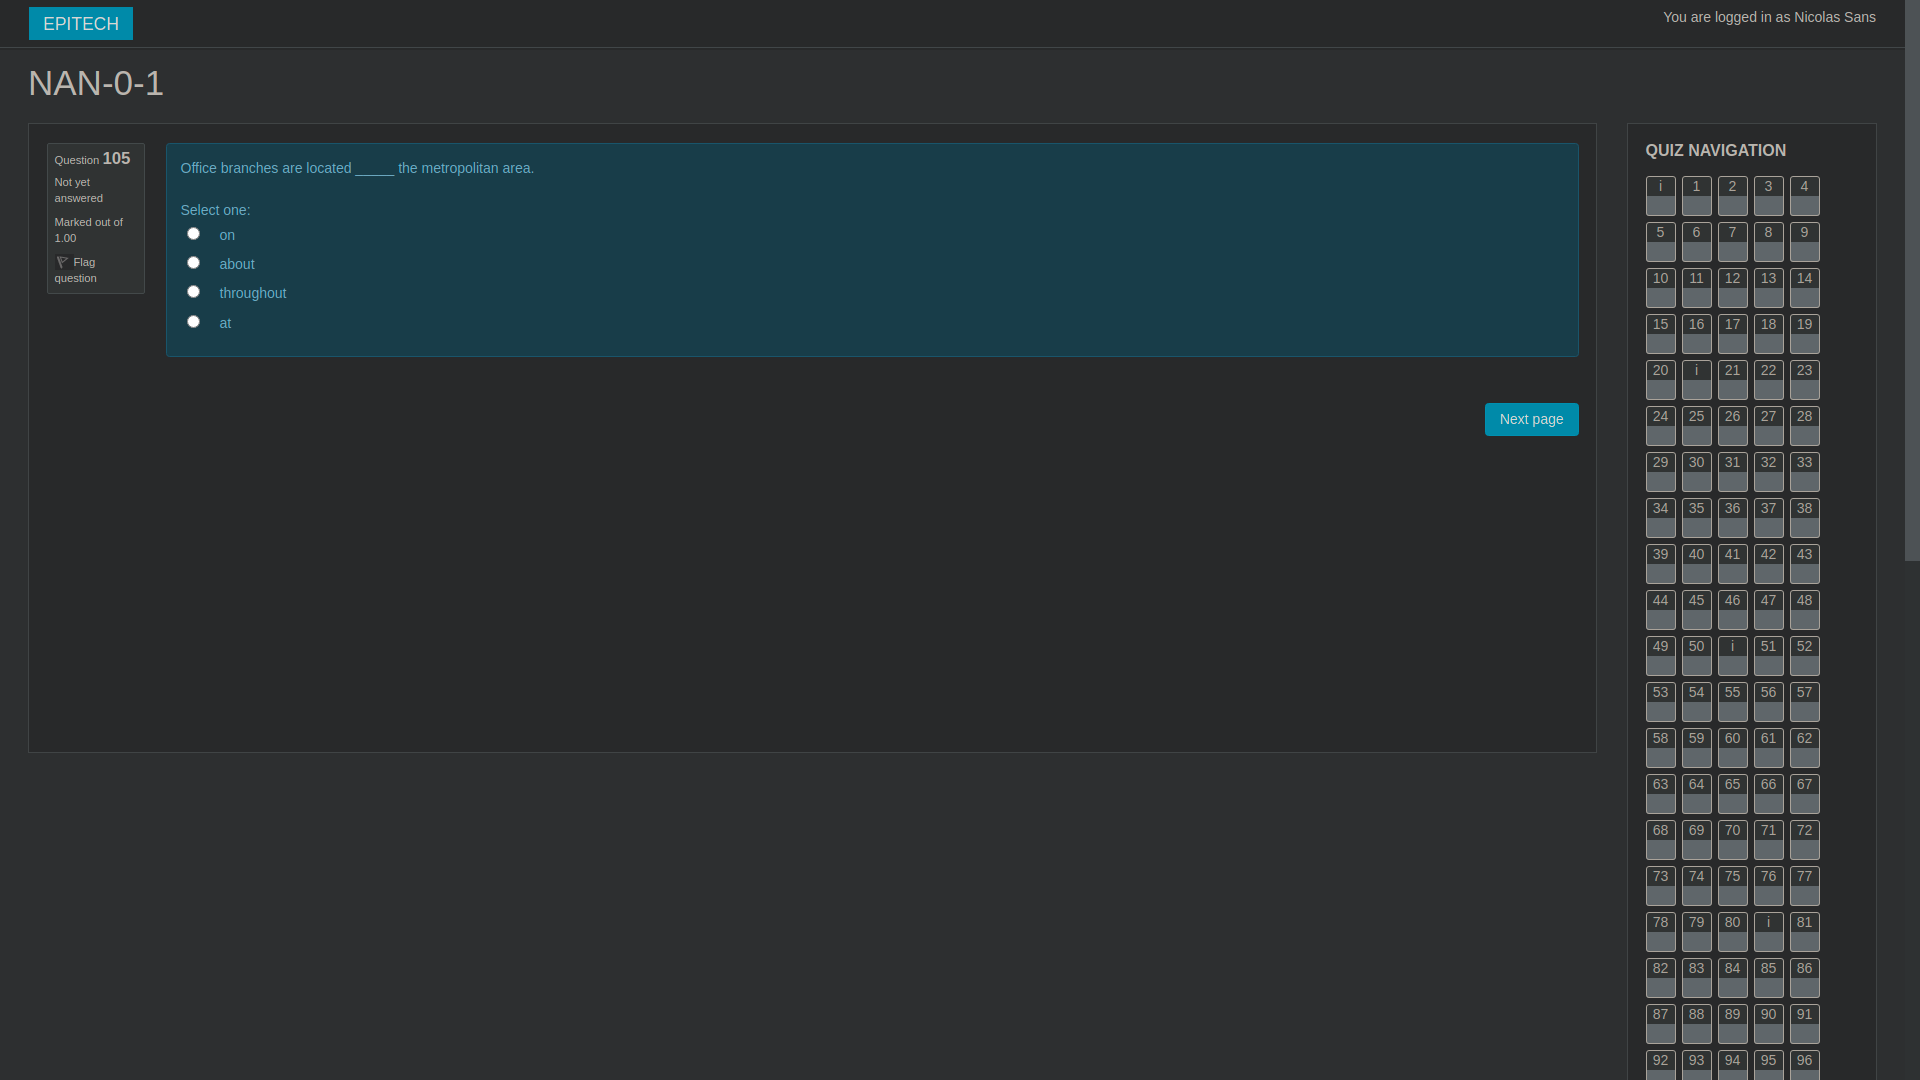 EPITECH
You are logged in as Nicolas Sans
NAN-0-1
Question 105
Not yet
answered
Marked out of
1.00
Flag
question
Office branches are located _____ the metropolitan area.
Select one:
on
about
throughout
at
Next page
QUIZ NAVIGATION
i 1 2 3 4
5 6 7 8 9
10 11 12 13 14
15 16 17 18 19
20 i 21 22 23
24 25 26 27 28
29 30 31 32 33
34 35 36 37 38
39 40 41 42 43
44 45 46 47 48
49 50 i 51 52
53 54 55 56 57
58 59 60 61 62
63 64 65 66 67
68 69 70 71 72
73 74 75 76 77
78 79 80 i 81
82 83 84 85 86
87 88 89 90 91
92 93 94 95 96